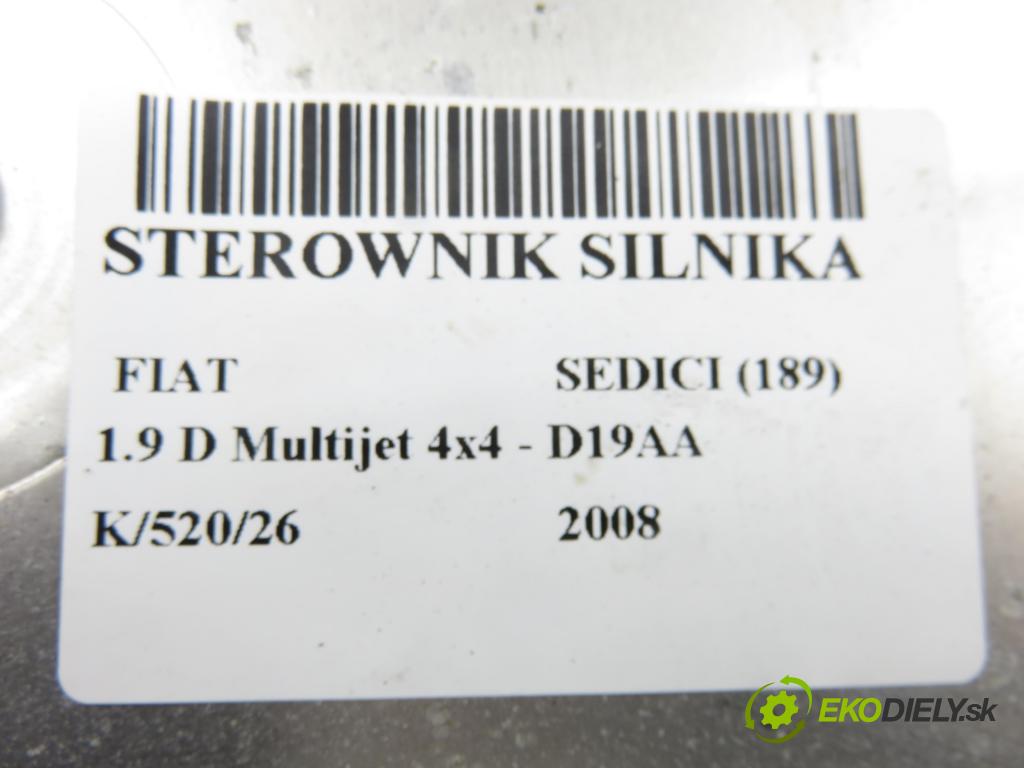 STEROWNIK SILNIKA
FIAT SEDICI (189)
1.9 D Multijet 4x4 - D19AA
K/520/26 2008
EKODIELY.sk